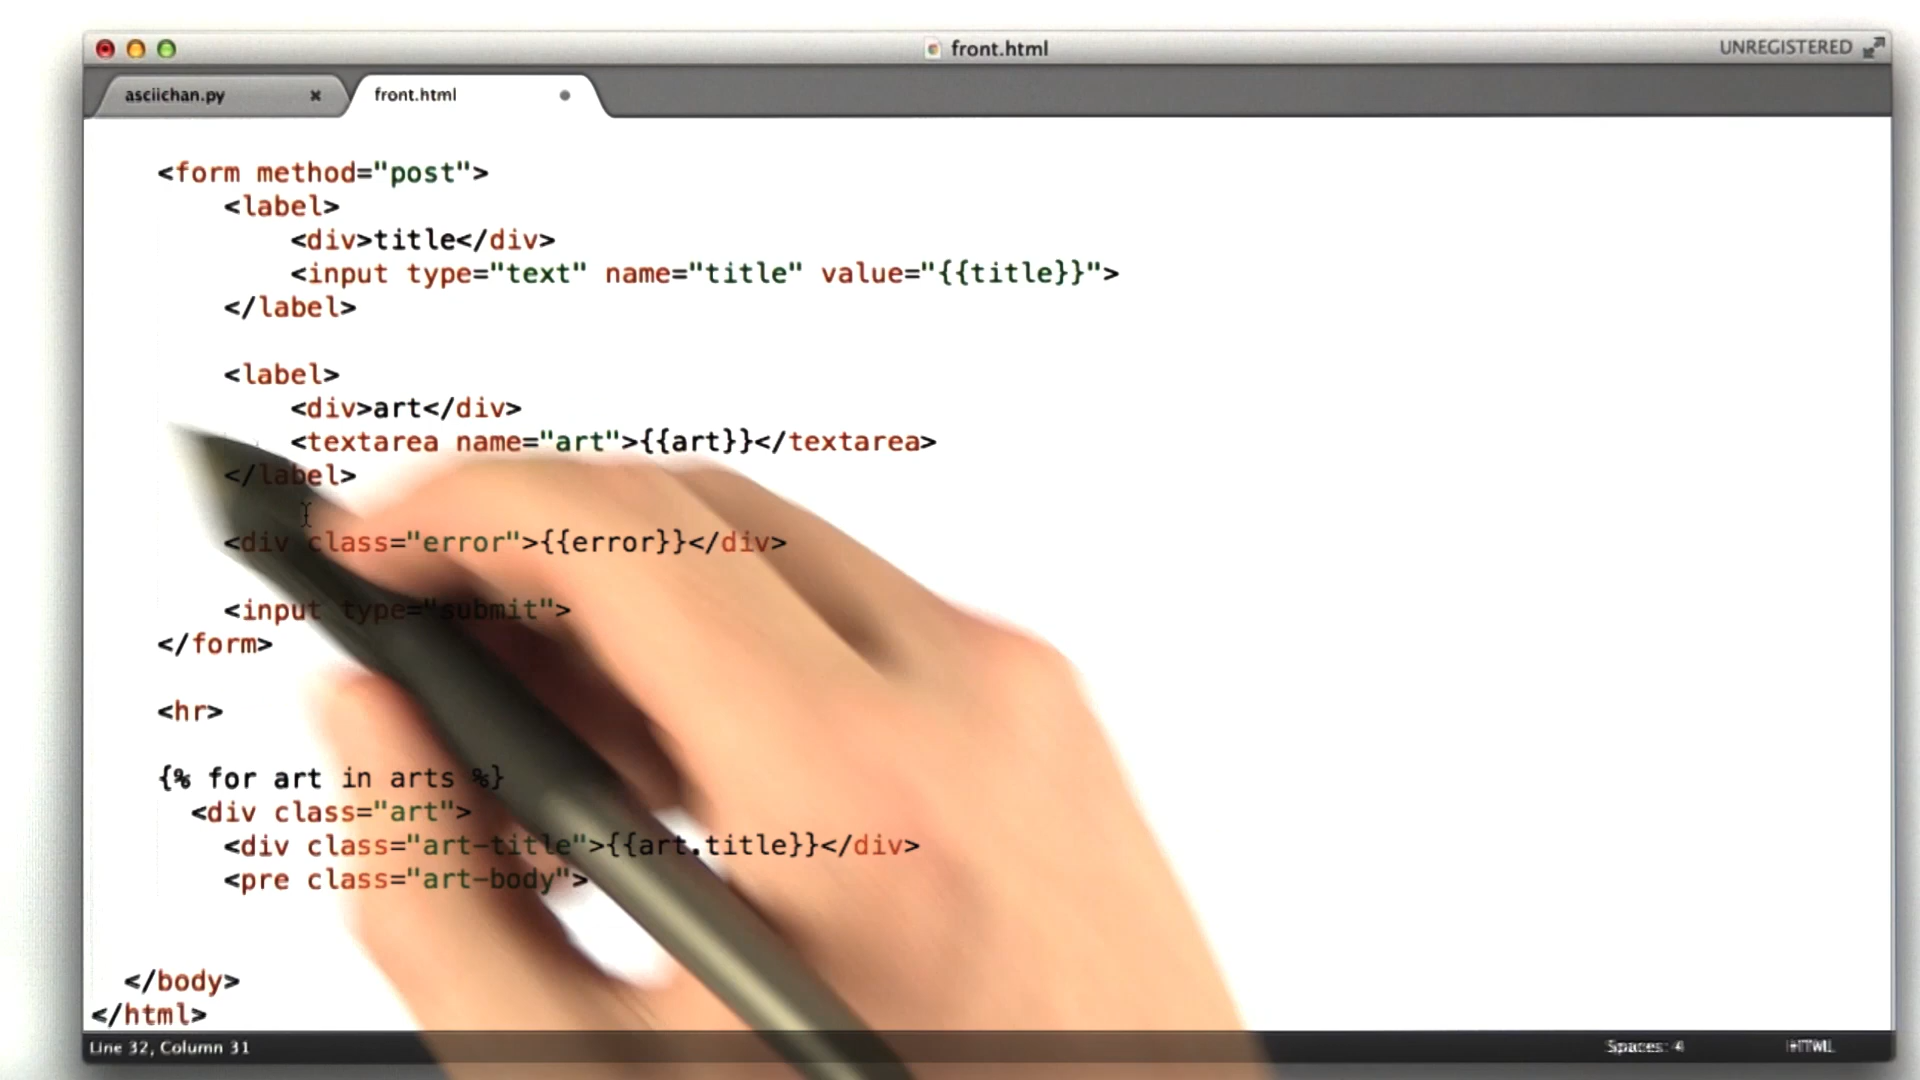 front.html
UNREGISTERED
asciichan.py
front.html
<form method="post">
<label>
<div>title</div>
<input type="text" name="title" value="{{title}}">
</label>
<label>
<div>art</div>
<textarea name="art">{{art}}</textarea>
</label>
<div class="error">{{error}}</div>
<input type="submit">
</form>
<hr>
{% for art in arts %}
<div class="art">
<div class="art-title">{{art.title}}</div>
<pre class="art-body">
</body>
</html>
Line 32, Column 31
Spaces: 4
HTML